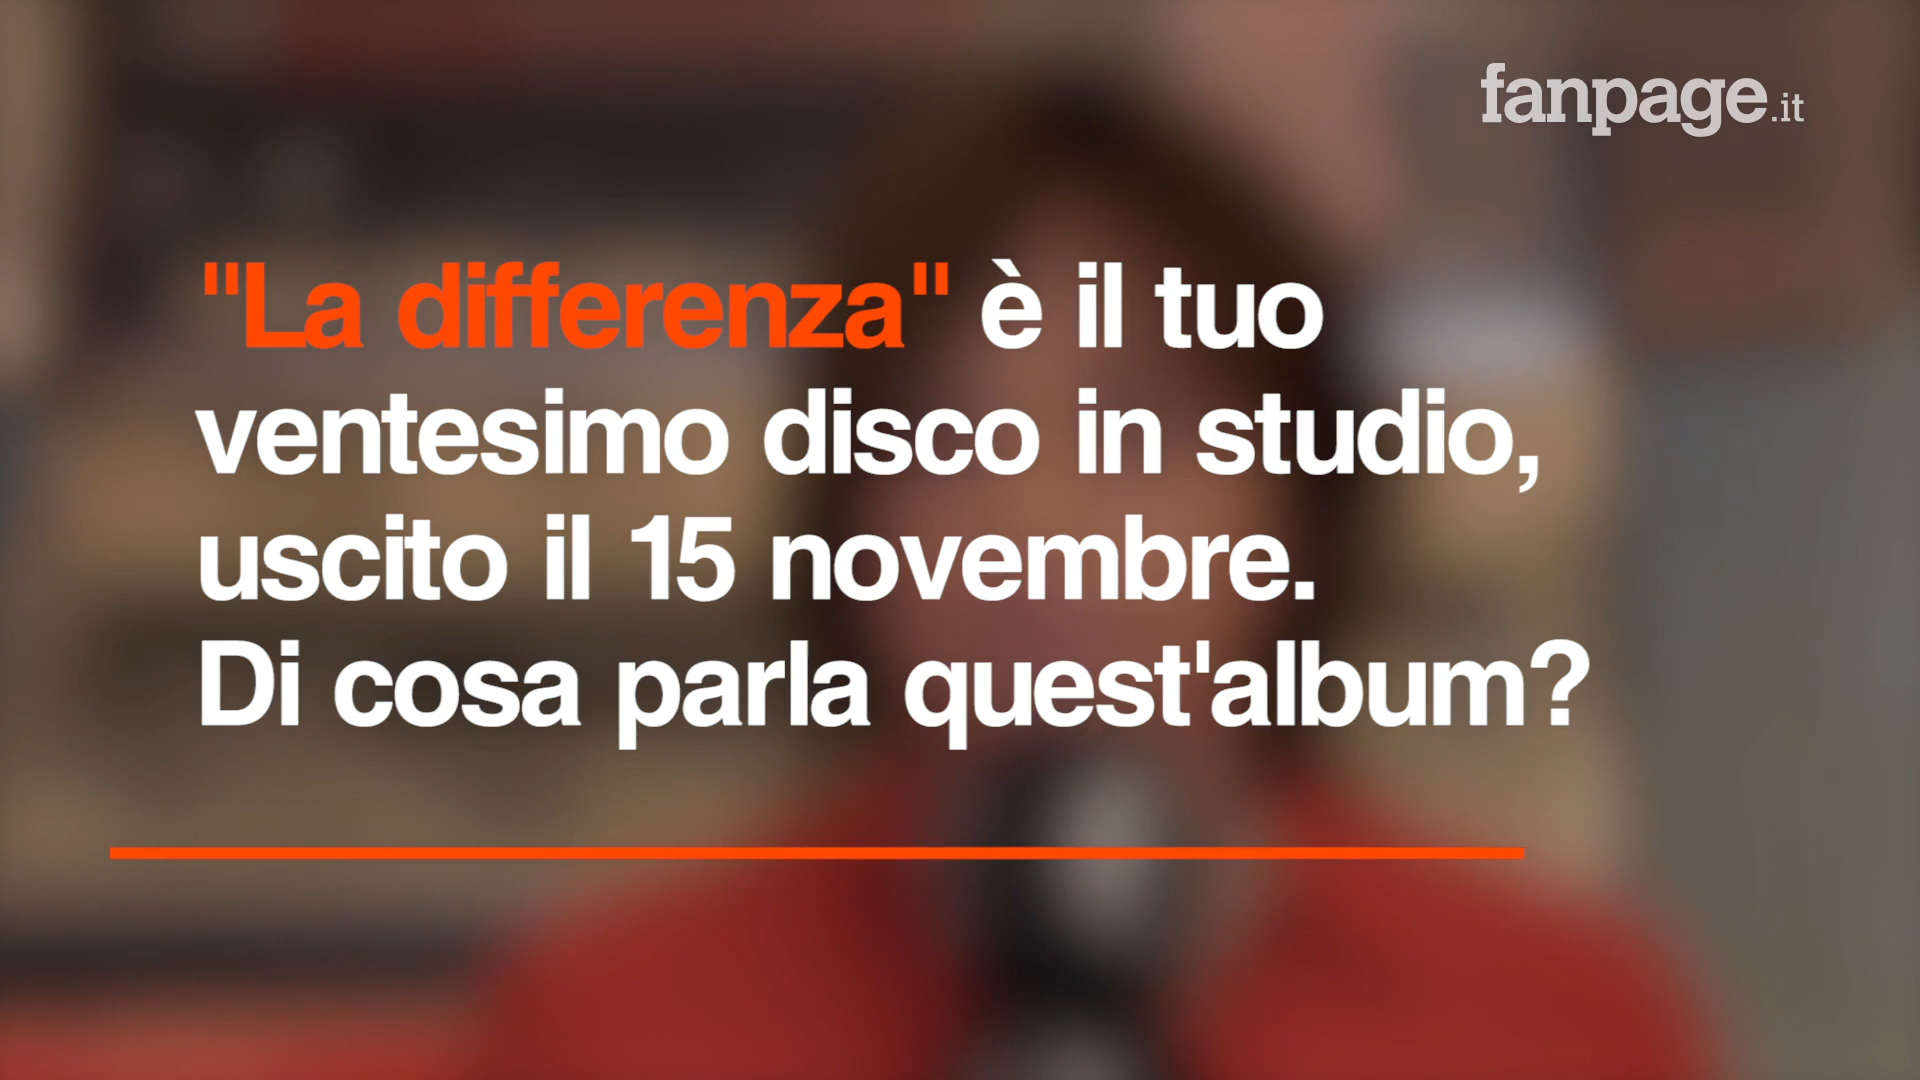 fanpage.it
"La differenza" è il tuo
ventesimo disco in studio,
uscito il 15 novembre.
Di cosa parla quest'album?